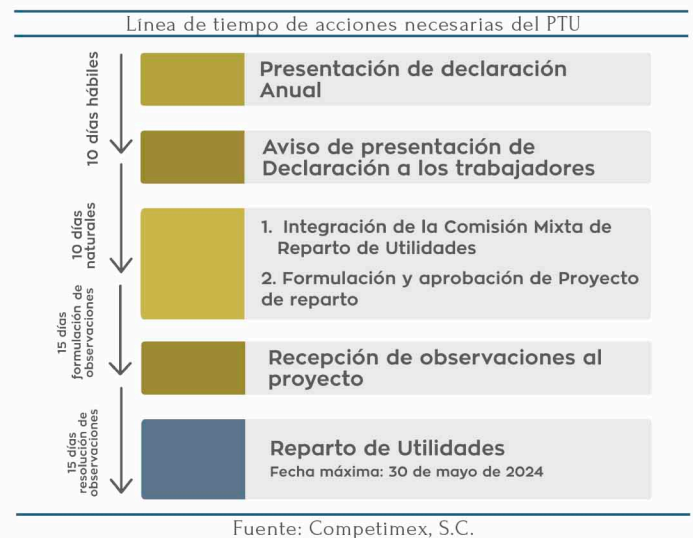 Línea de tiempo de acciones necesarias del PTU
10 días hábiles
Presentación de declaración
Anual
Aviso de presentación de
Declaración a los trabajadores
10 días
naturales
1. Integración de la Comisión Mixta de
Reparto de Utilidades
2. Formulación y aprobación de Proyecto
de reparto
15 días
formulación de
observaciones
Recepción de observaciones al
proyecto
15 días
resolución de
observaciones
Reparto de Utilidades
Fecha máxima: 30 de mayo de 2024
Fuente: Competimex, S.C.